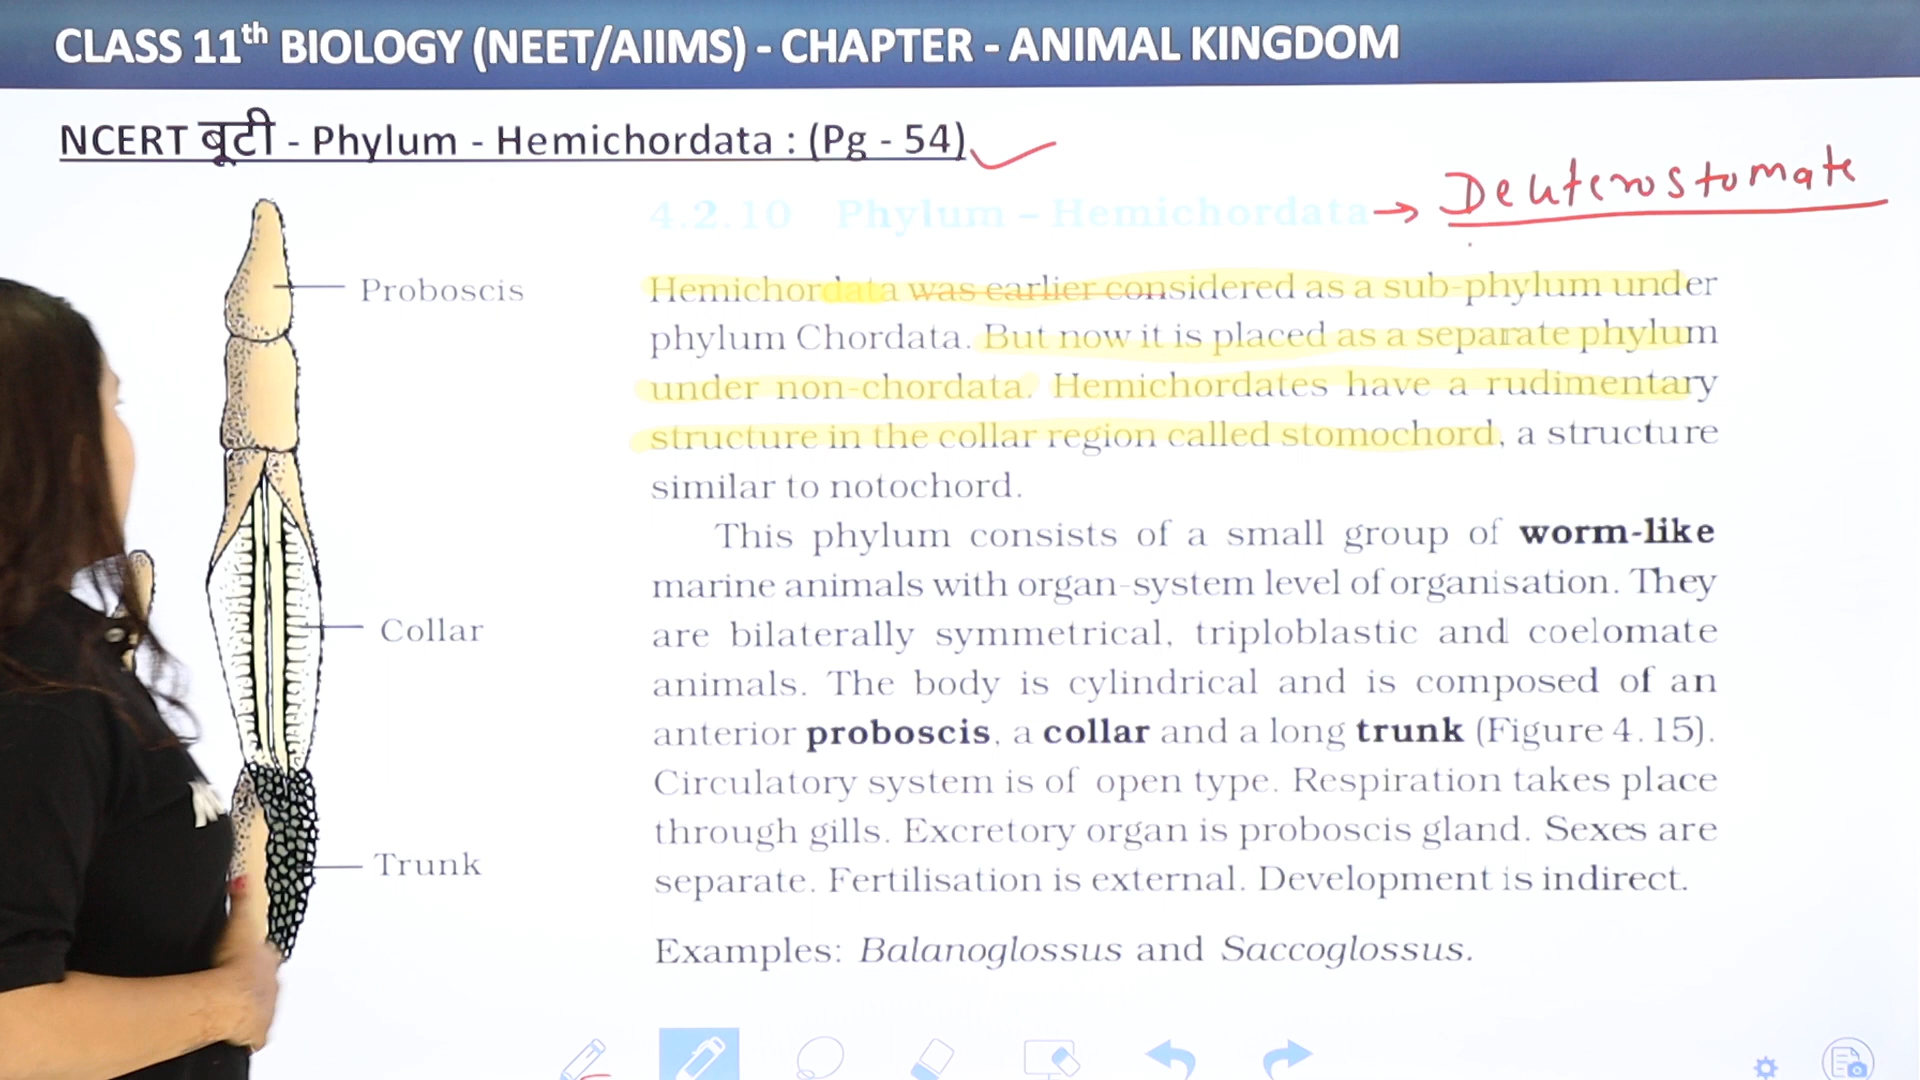 CLASS 11th BIOLOGY (NEET/AIIMS) - CHAPTER - ANIMAL KINGDOM
NCERT बूटी - Phylum - Hemichordata : (Pg - 54)
4.2.10 Phylum – Hemichordata → Deuterostomate
Proboscis
Collar
Trunk
Hemichordata was earlier considered as a sub-phylum under
phylum Chordata. But now it is placed as a separate phylum
under non-chordata. Hemichordates have a rudimentary
structure in the collar region called stomochord, a structure
similar to notochord.
This phylum consists of a small group of worm-like
marine animals with organ-system level of organisation. They
are bilaterally symmetrical, triploblastic and coelomate
animals. The body is cylindrical and is composed of an
anterior proboscis, a collar and a long trunk (Figure 4.15).
Circulatory system is of open type. Respiration takes place
through gills. Excretory organ is proboscis gland. Sexes are
separate. Fertilisation is external. Development is indirect.
Examples: Balanoglossus and Saccoglossus.